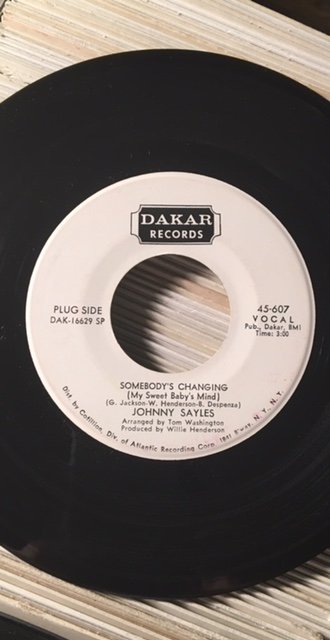 DAKAR
RECORDS
PLUG SIDE
DAK-16629 SP
45-607
VOCAL
Pub., Dakar, BMI
Time: 3:00
SOMEBODY'S CHANGING
(My Sweet Baby's Mind)
(G. Jackson-W. Henderson-B. Despenza)
JOHNNY SAYLES
Arranged by Tom Washington
Produced by Willie Henderson
Dist. by Cotillion, Div. of Atlantic Recording Corp. 1841 B'way, N.Y. N.Y.